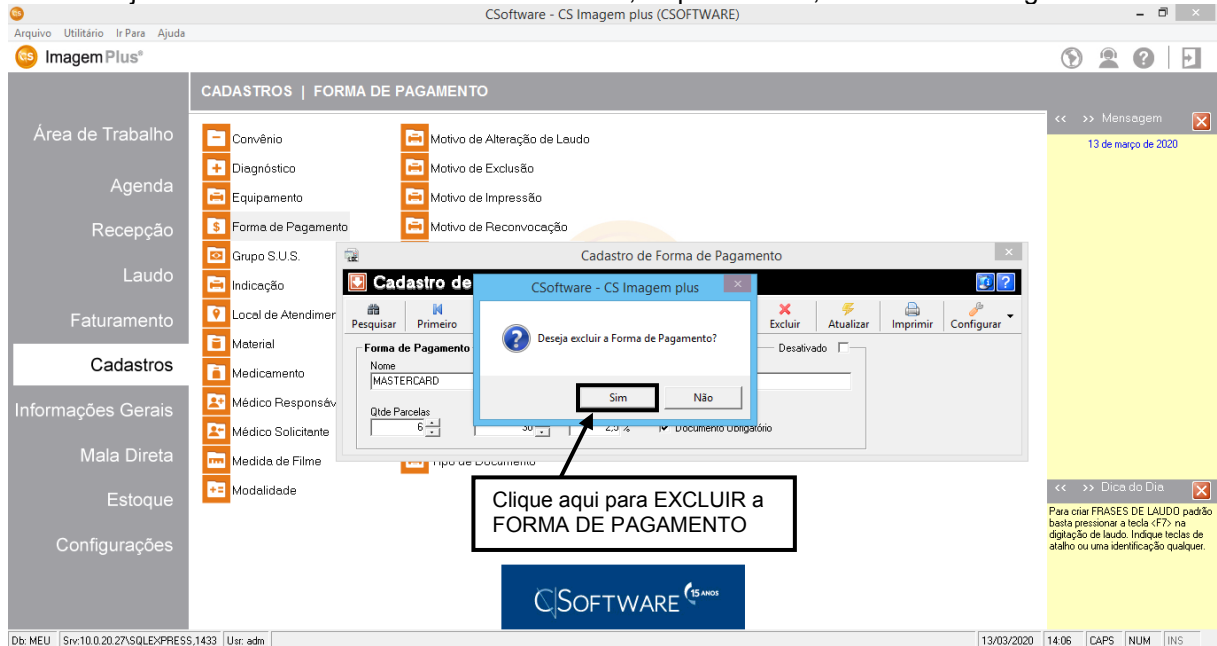 CSoftware - CS Imagem plus (CSOFTWARE)
Arquivo Utilitário Ir Para Ajuda
cs Imagem Plus®
CADASTROS | FORMA DE PAGAMENTO
Área de Trabalho
Agenda
Recepção
Laudo
Faturamento
Cadastros
Informações Gerais
Mala Direta
Estoque
Configurações
Convênio
Diagnóstico
Equipamento
Forma de Pagamento
Grupo S.U.S.
Indicação
Local de Atendimen
Material
Medicamento
Médico Responsáv
Médico Solicitante
Medida de Filme
Modalidade
Motivo de Alteração de Laudo
Motivo de Exclusão
Motivo de Impressão
Motivo de Reconvocação
Tipo de Documento
Cadastro de Forma de Pagamento
Cadastro de
Pesquisar Primeiro Excluir Atualizar Imprimir Configurar
Forma de Pagamento Desativado
Nome
MASTERCARD
Qtde Parcelas
6 30 2,5 % Documento Obrigatório
CSoftware - CS Imagem plus
Deseja excluir a Forma de Pagamento?
Sim Não
Clique aqui para EXCLUIR a
FORMA DE PAGAMENTO
CSOFTWARE 15 ANOS
<< >> Mensagem
13 de março de 2020
<< >> Dica do Dia
Para criar FRASES DE LAUDO padrão
basta pressionar a tecla <F7> na
digitação de laudo. Indique teclas de
atalho ou uma identificação qualquer.
Db: MEU Srv:10.0.20.27\SQLEXPRESS,1433 Usr: adm 13/03/2020 14:06 CAPS NUM INS